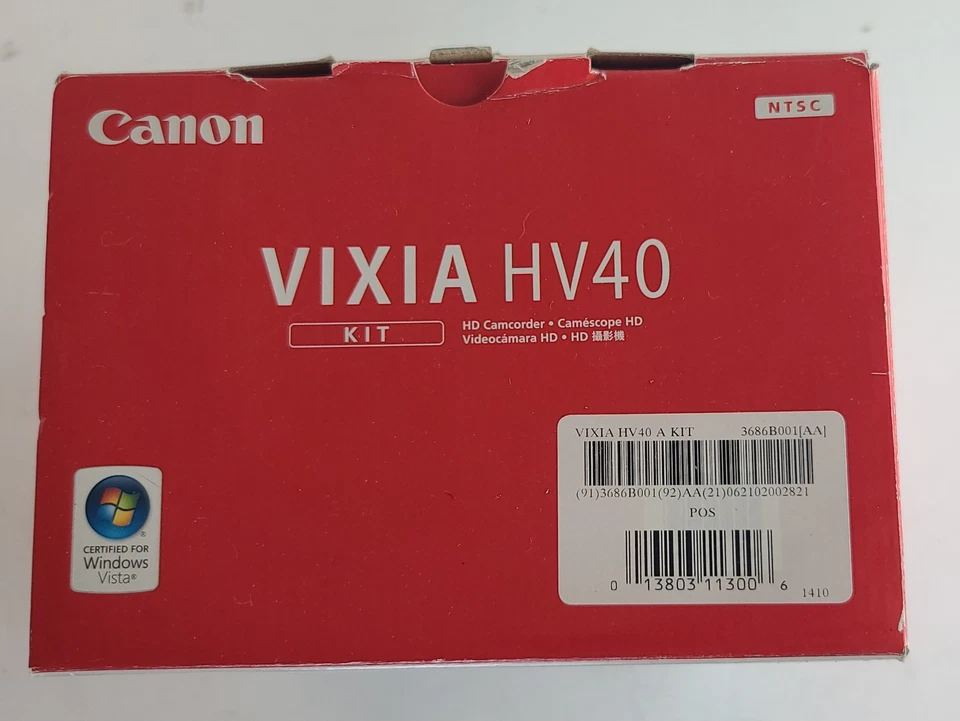 Canon
NTSC
VIXIA HV40
KIT
HD Camcorder • Caméscope HD
Videocámara HD • HD 攝影機
VIXIA HV40 A KIT 3686B001[AA]
(91)3686B001(92)AA(21)062102002821
POS
0 13803 11300 6
1410
CERTIFIED FOR
Windows
Vista®